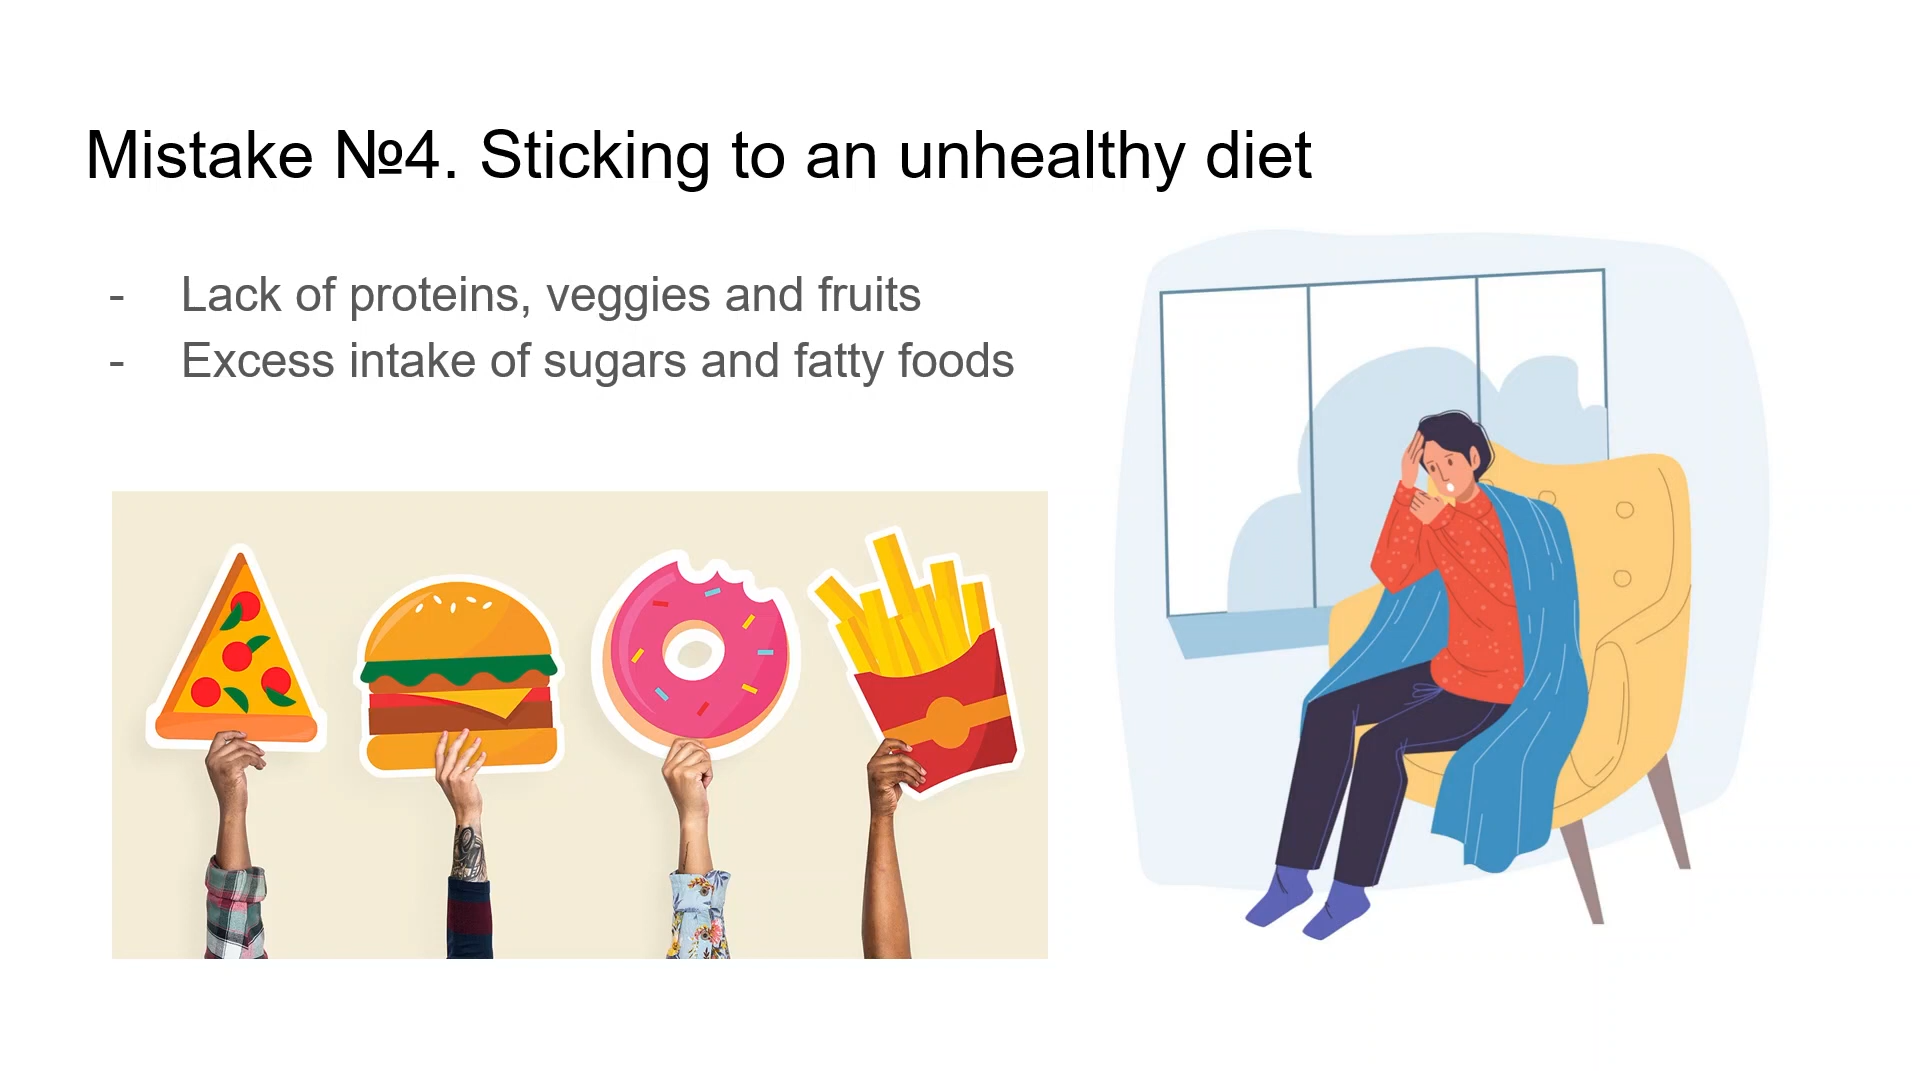 Mistake №4. Sticking to an unhealthy diet
- Lack of proteins, veggies and fruits
- Excess intake of sugars and fatty foods